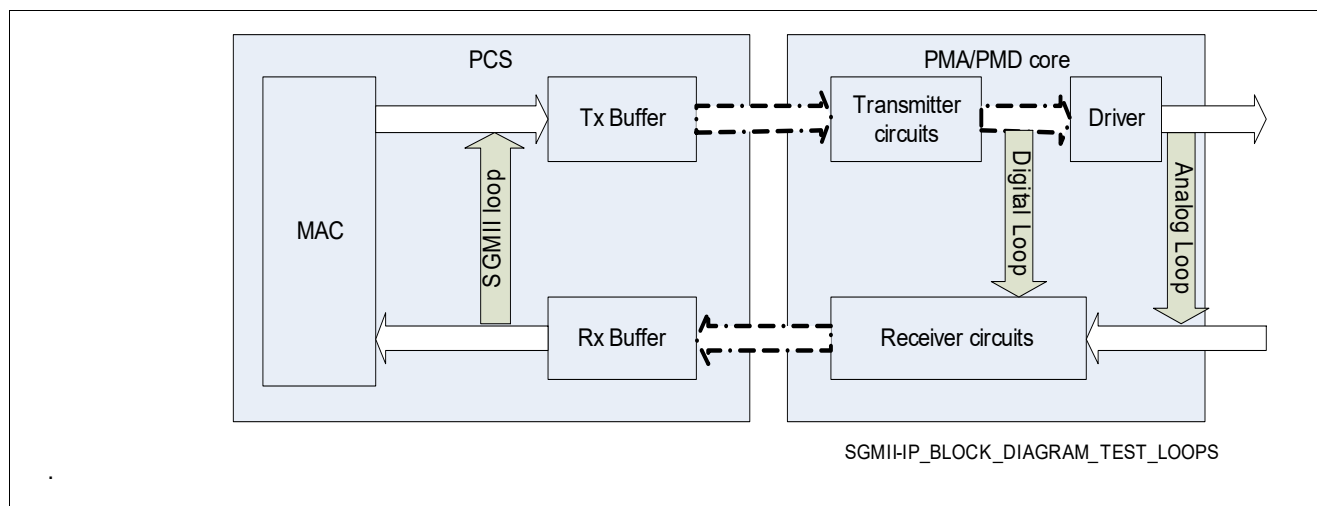 PCS
PMA/PMD core
MAC
Tx Buffer
Transmitter
circuits
Driver
SGMII loop
Digital Loop
Analog Loop
Rx Buffer
Receiver circuits
SGMII-IP_BLOCK_DIAGRAM_TEST_LOOPS
.